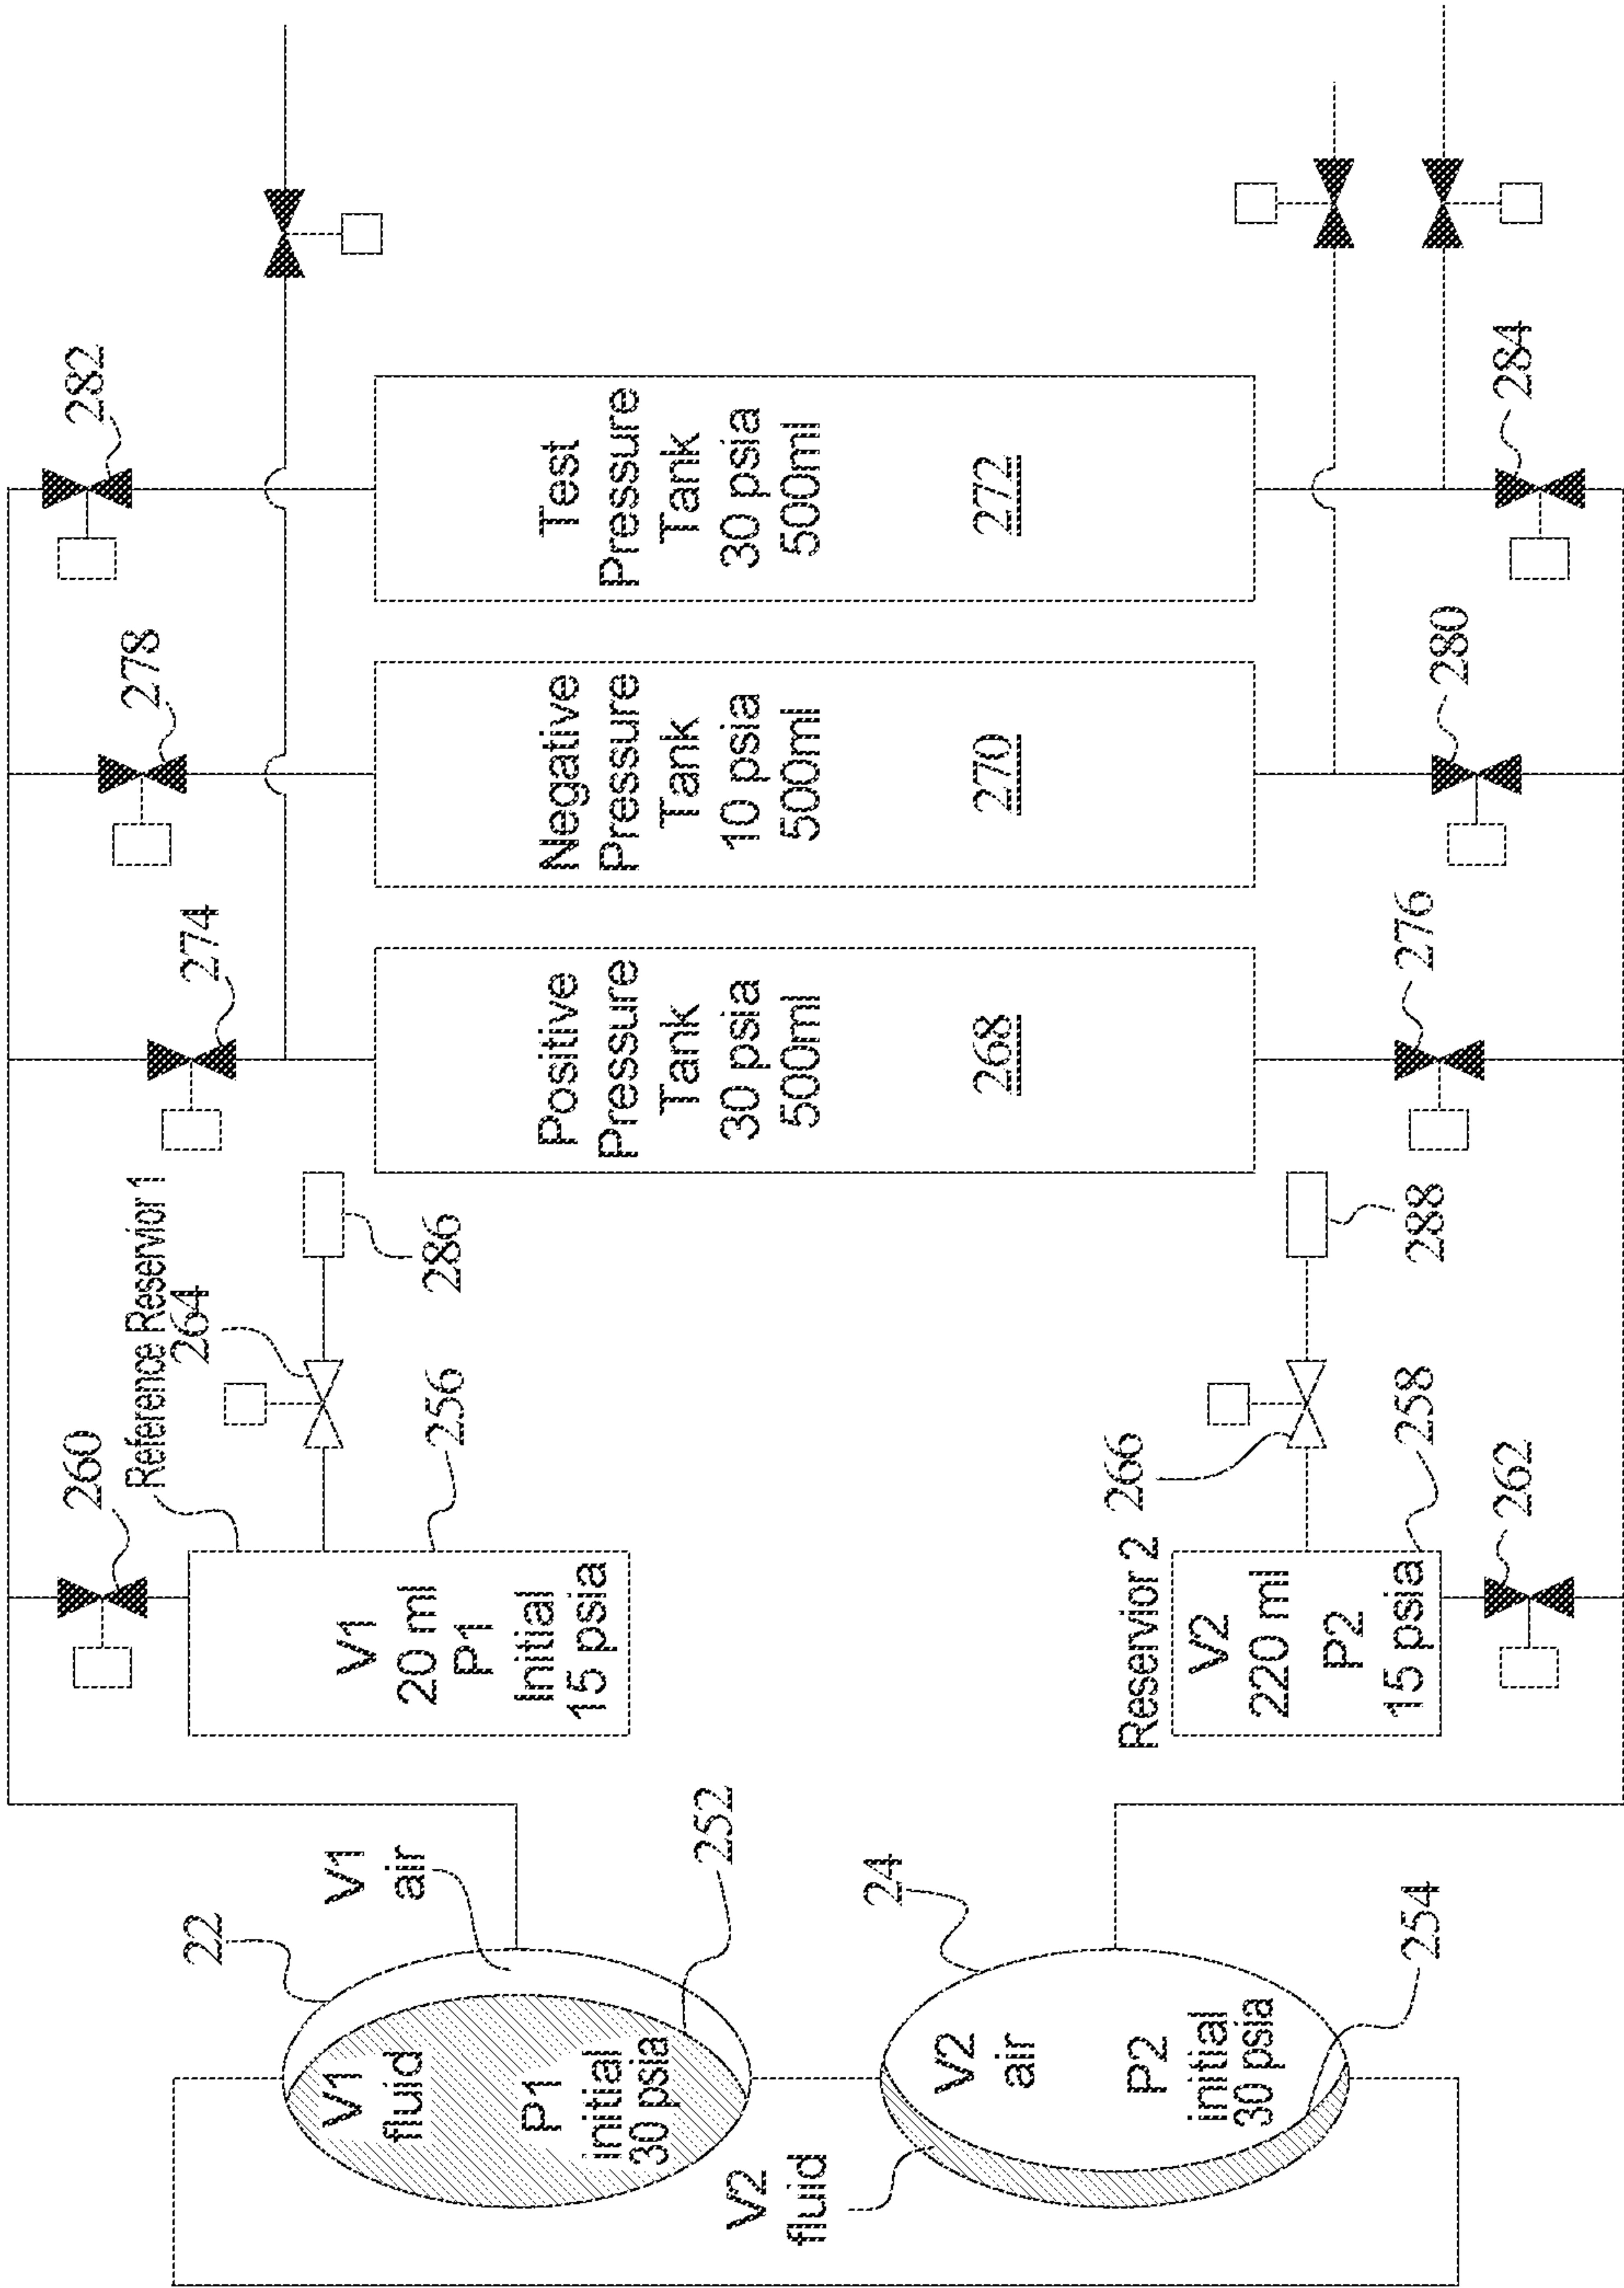 282
278
274
Reference Reservior 1
264
260
286
256
V1
20 ml
P1
Initial
15 psia
Test
Pressure
Tank
30 psia
500ml
272
Negative
Pressure
Tank
10 psia
500ml
270
Positive
Pressure
Tank
30 psia
500ml
268
284
280
276
288
266
258
262
Reservior 2
V2
220 ml
P2
15 psia
22
V1
air
252
V1
fluid
P1
initial
30 psia
24
254
V2
air
P2
initial
30 psia
V2
fluid